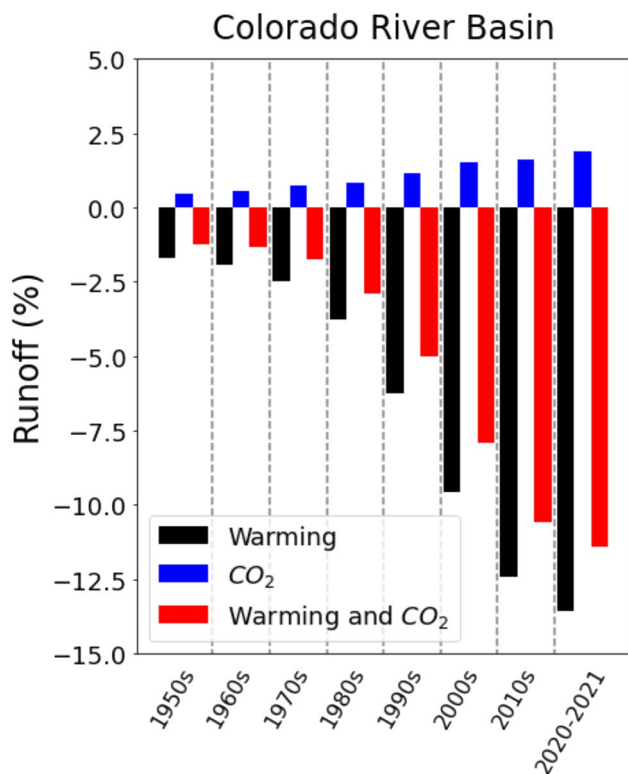 Colorado River Basin
5.0
2.5
0.0
−2.5
−5.0
−7.5
−10.0
−12.5
−15.0
Runoff (%)
Warming
CO₂
Warming and CO₂
1950s
1960s
1970s
1980s
1990s
2000s
2010s
2020-2021